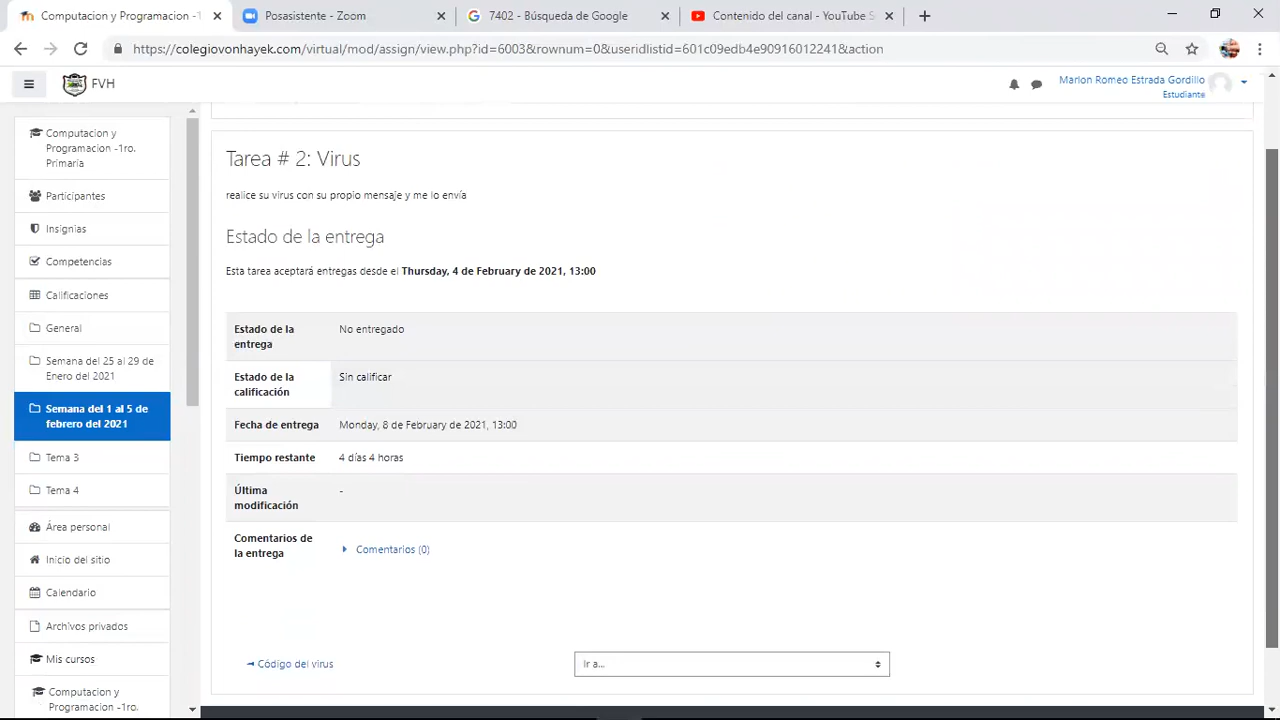 Computacion y Programacion -1ro
Posasistente - Zoom
7402 - Búsqueda de Google
Contenido del canal - YouTube S
https://colegiovonhayek.com/virtual/mod/assign/view.php?id=6003&rownum=0&useridlistid=601c09edb4e90916012241&action
FVH
Marlon Romeo Estrada Gordillo
Estudiante
Computacion y
Programacion -1ro.
Primaria
Participantes
Insignias
Competencias
Calificaciones
General
Semana del 25 al 29 de
Enero del 2021
Semana del 1 al 5 de
febrero del 2021
Tema 3
Tema 4
Área personal
Inicio del sitio
Calendario
Archivos privados
Mis cursos
Computacion y
Programacion -1ro.
Tarea # 2: Virus
realice su virus con su propio mensaje y me lo envía
Estado de la entrega
Esta tarea aceptará entregas desde el Thursday, 4 de February de 2021, 13:00
Estado de la
entrega
No entregado
Estado de la
calificación
Sin calificar
Fecha de entrega
Monday, 8 de February de 2021, 13:00
Tiempo restante
4 días 4 horas
Última
modificación
-
Comentarios de
la entrega
Comentarios (0)
Código del virus
Ir a...